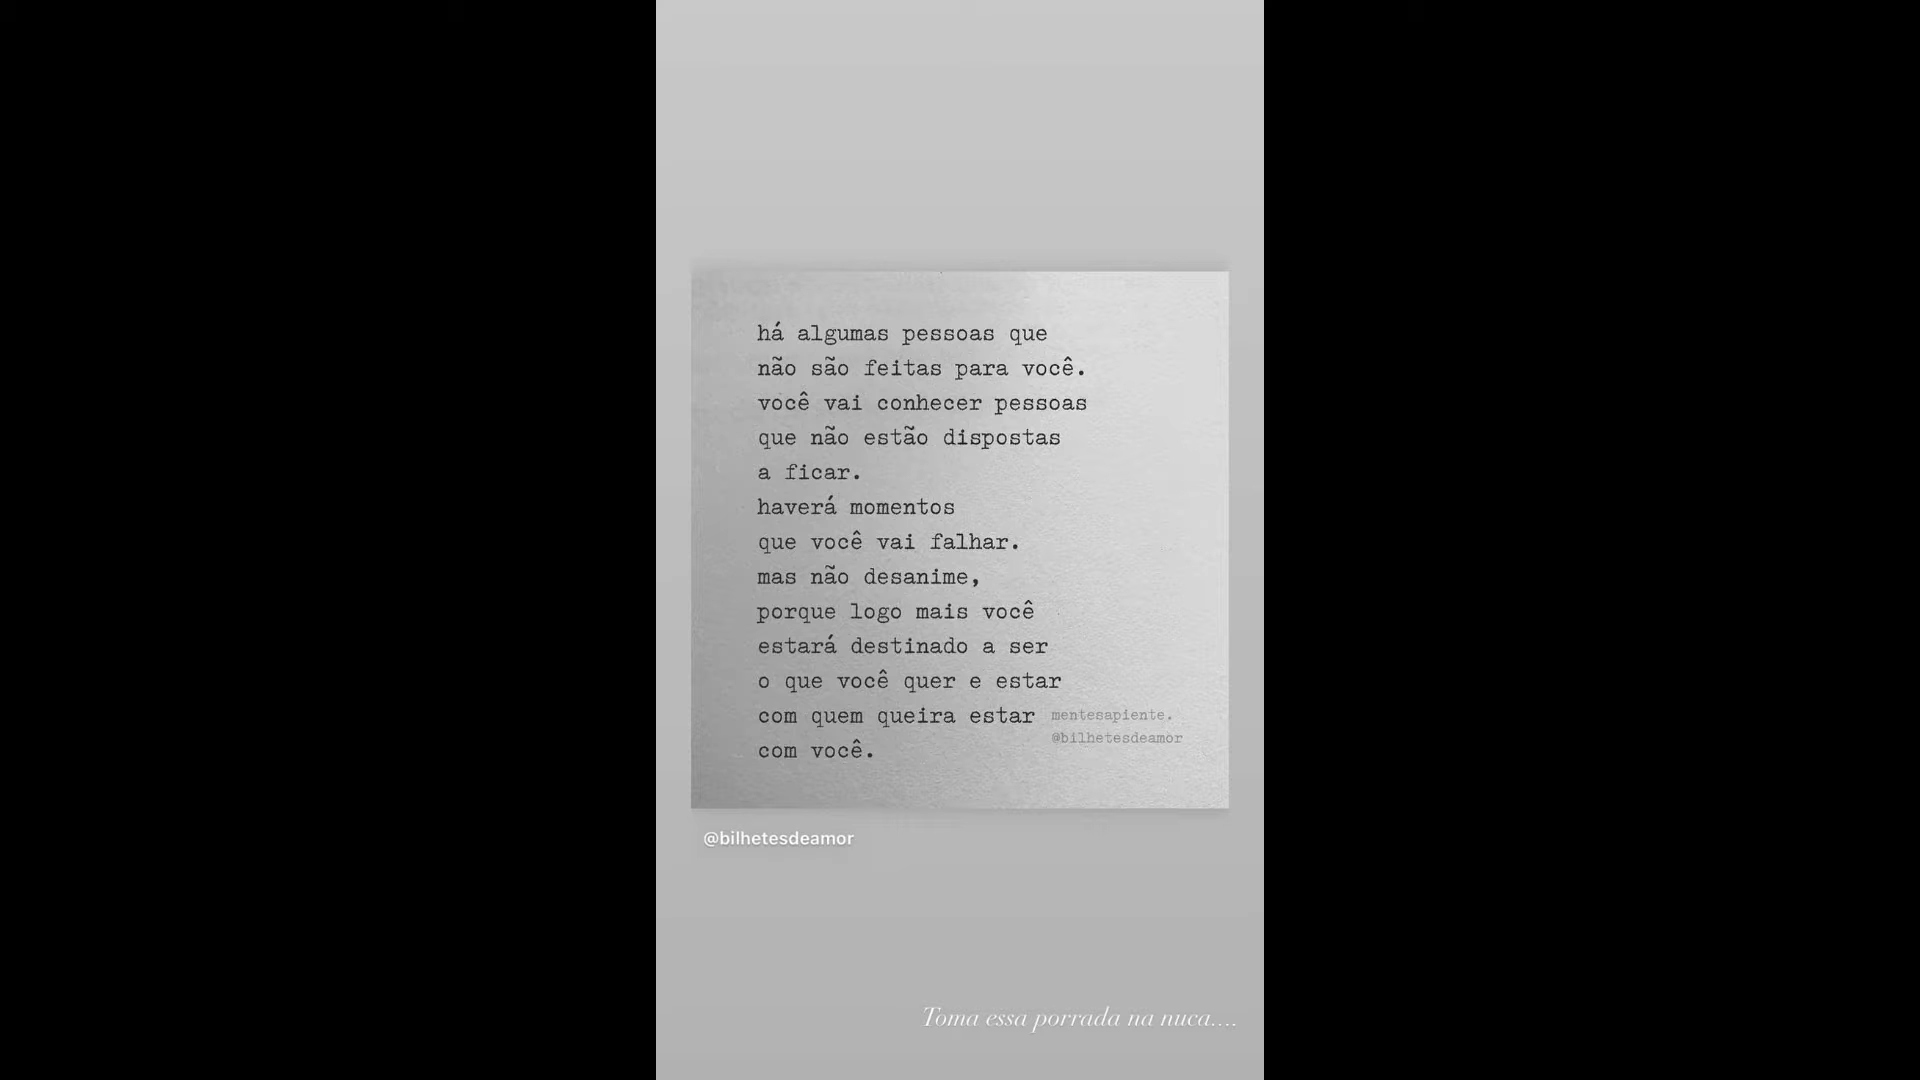 há algumas pessoas que
não são feitas para você.
você vai conhecer pessoas
que não estão dispostas
a ficar.
haverá momentos
que você vai falhar.
mas não desanime,
porque logo mais você
estará destinado a ser
o que você quer e estar
com quem queira estar
com você.
mentesapiente.
@bilhetesdeamor
@bilhetesdeamor
Toma essa porrada na nuca....